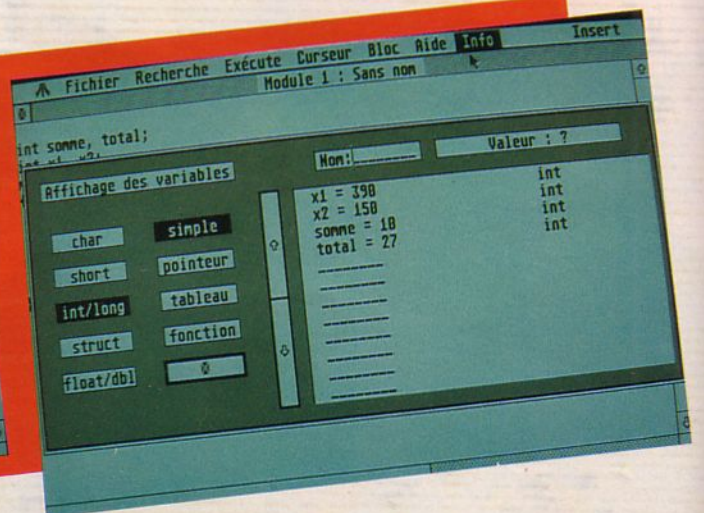 Fichier Recherche Exécute Curseur Bloc Aide Info Insert
Module 1 : Sans nom
int somme, total;
Affichage des variables
Nom:
Valeur : ?
char
simple
short
pointeur
int/long
tableau
struct
fonction
float/dbl
x1 = 390 int
x2 = 150 int
somme = 10 int
total = 27 int